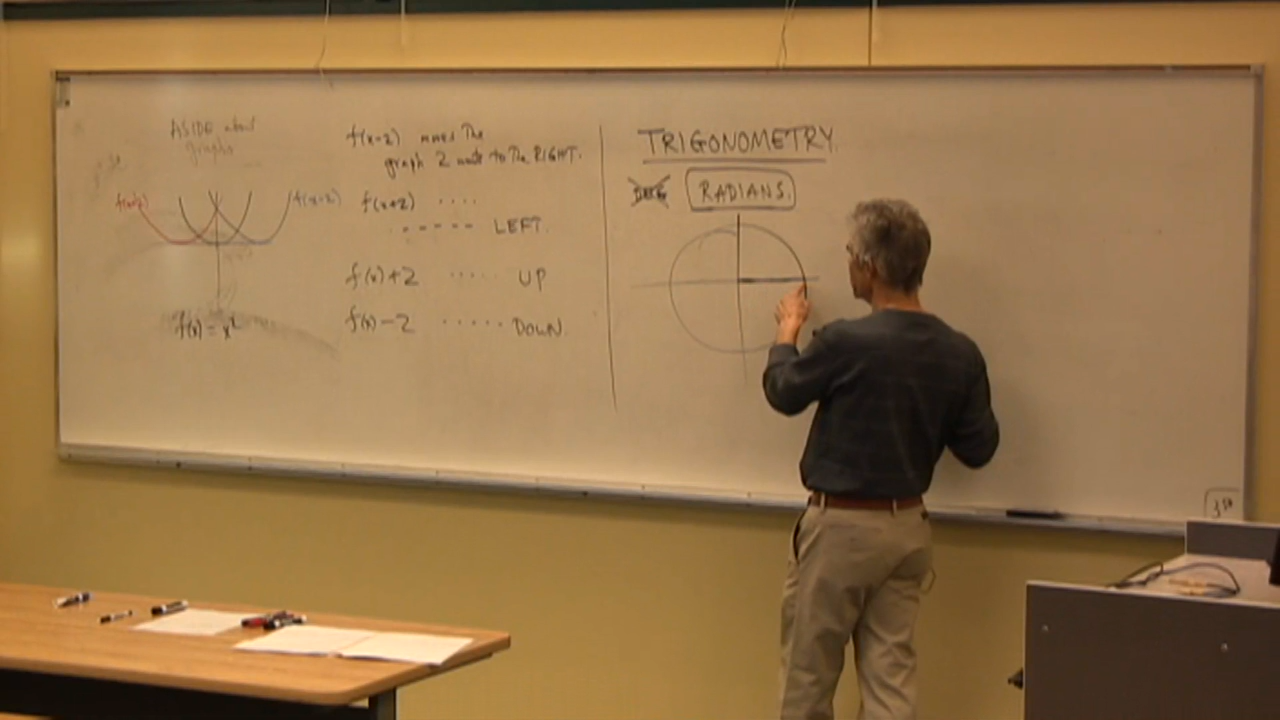 ASIDE about
graphs
f(x-2) moves The
graph 2 units to The RIGHT.
f(x+2) ....
------ LEFT.
f(x)+2 ..... UP
f(x)-2 ...... DOWN.
f(x+2)
f(x-2)
f(x) = x²
TRIGONOMETRY.
DEG RADIANS.